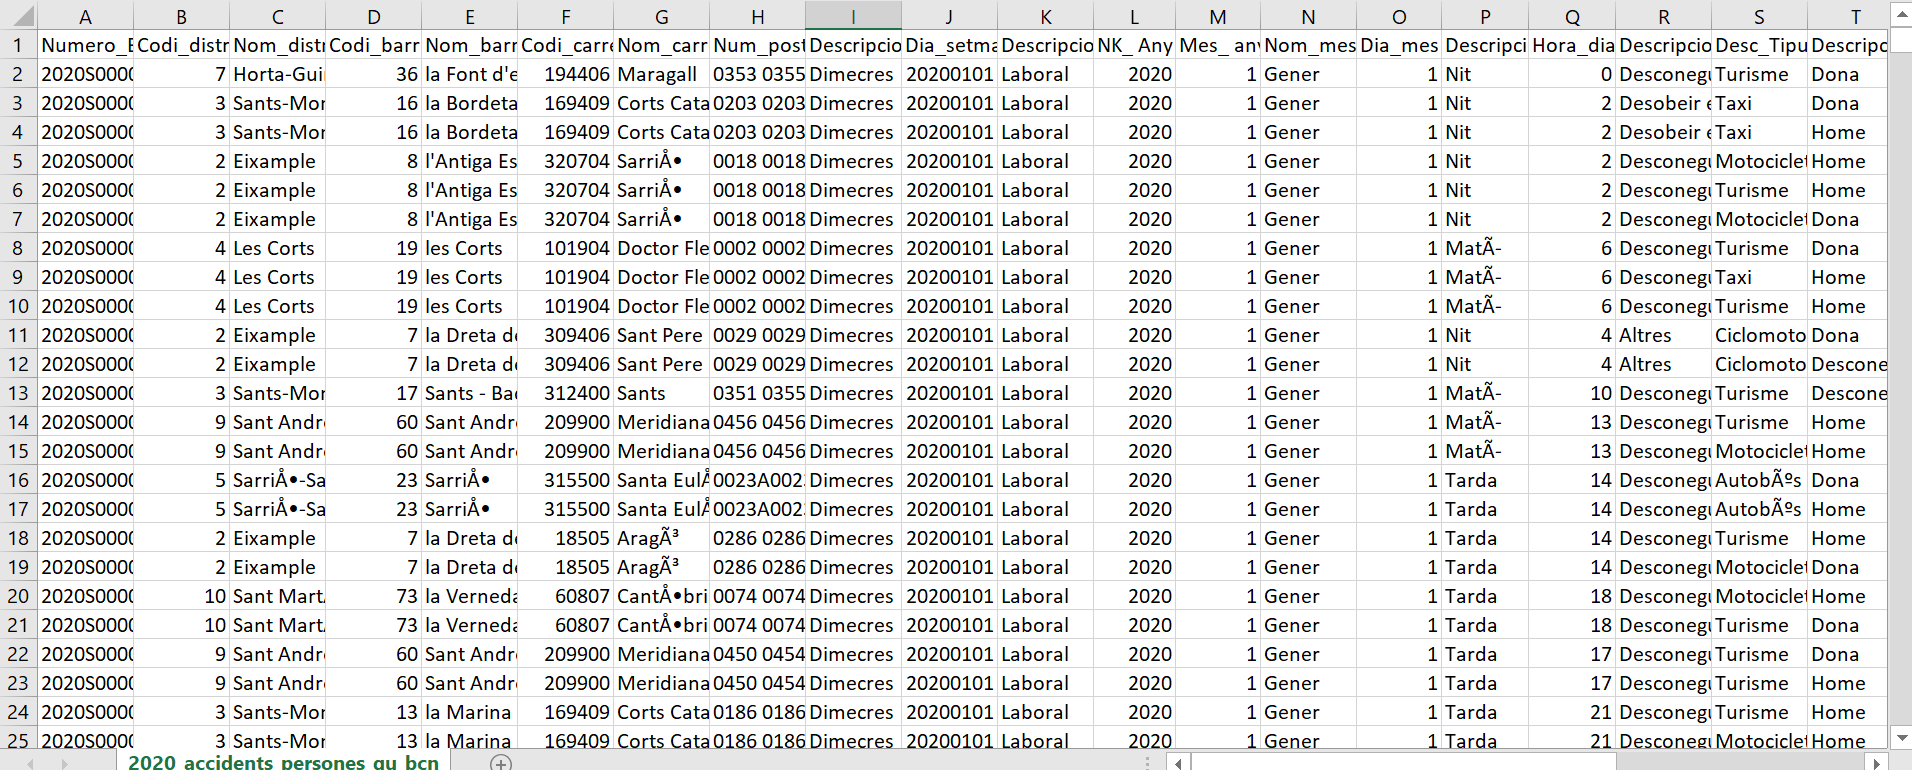 A B C D E F G H I J K L M N O P Q R S T
1 Numero_E Codi_distr Nom_distr Codi_barr Nom_barr Codi_carre Nom_carr Num_post Descripcio Dia_setma Descripcio NK_ Any Mes_ any Nom_mes Dia_mes Descripci Hora_dia Descripcio Desc_Tipu Descripc
2 2020S0000 7 Horta-Gui 36 la Font d'e 194406 Maragall 0353 0355 Dimecres 20200101 Laboral 2020 1 Gener 1 Nit 0 Desconegu Turisme Dona
3 2020S0000 3 Sants-Mon 16 la Bordeta 169409 Corts Cata 0203 0203 Dimecres 20200101 Laboral 2020 1 Gener 1 Nit 2 Desobeir e Taxi Dona
4 2020S0000 3 Sants-Mon 16 la Bordeta 169409 Corts Cata 0203 0203 Dimecres 20200101 Laboral 2020 1 Gener 1 Nit 2 Desobeir e Taxi Home
5 2020S0000 2 Eixample 8 l'Antiga Es 320704 SarriÅ• 0018 0018 Dimecres 20200101 Laboral 2020 1 Gener 1 Nit 2 Desconegu Motociclet Home
6 2020S0000 2 Eixample 8 l'Antiga Es 320704 SarriÅ• 0018 0018 Dimecres 20200101 Laboral 2020 1 Gener 1 Nit 2 Desconegu Turisme Home
7 2020S0000 2 Eixample 8 l'Antiga Es 320704 SarriÅ• 0018 0018 Dimecres 20200101 Laboral 2020 1 Gener 1 Nit 2 Desconegu Motociclet Dona
8 2020S0000 4 Les Corts 19 les Corts 101904 Doctor Fle 0002 0002 Dimecres 20200101 Laboral 2020 1 Gener 1 MatÃ- 6 Desconegu Turisme Dona
9 2020S0000 4 Les Corts 19 les Corts 101904 Doctor Fle 0002 0002 Dimecres 20200101 Laboral 2020 1 Gener 1 MatÃ- 6 Desconegu Taxi Home
10 2020S0000 4 Les Corts 19 les Corts 101904 Doctor Fle 0002 0002 Dimecres 20200101 Laboral 2020 1 Gener 1 MatÃ- 6 Desconegu Turisme Home
11 2020S0000 2 Eixample 7 la Dreta de 309406 Sant Pere 0029 0029 Dimecres 20200101 Laboral 2020 1 Gener 1 Nit 4 Altres Ciclomoto Dona
12 2020S0000 2 Eixample 7 la Dreta de 309406 Sant Pere 0029 0029 Dimecres 20200101 Laboral 2020 1 Gener 1 Nit 4 Altres Ciclomoto Descone
13 2020S0000 3 Sants-Mon 17 Sants - Bad 312400 Sants 0351 0355 Dimecres 20200101 Laboral 2020 1 Gener 1 MatÃ- 10 Desconegu Turisme Descone
14 2020S0000 9 Sant Andr 60 Sant Andr 209900 Meridiana 0456 0456 Dimecres 20200101 Laboral 2020 1 Gener 1 MatÃ- 13 Desconegu Turisme Home
15 2020S0000 9 Sant Andr 60 Sant Andr 209900 Meridiana 0456 0456 Dimecres 20200101 Laboral 2020 1 Gener 1 MatÃ- 13 Desconegu Motociclet Home
16 2020S0000 5 SarriÅ•-Sa 23 SarriÅ• 315500 Santa EulÅ 0023A002 Dimecres 20200101 Laboral 2020 1 Gener 1 Tarda 14 Desconegu AutobÃºs Dona
17 2020S0000 5 SarriÅ•-Sa 23 SarriÅ• 315500 Santa EulÅ 0023A002 Dimecres 20200101 Laboral 2020 1 Gener 1 Tarda 14 Desconegu AutobÃºs Home
18 2020S0000 2 Eixample 7 la Dreta de 18505 AragÃ³ 0286 0286 Dimecres 20200101 Laboral 2020 1 Gener 1 Tarda 14 Desconegu Turisme Home
19 2020S0000 2 Eixample 7 la Dreta de 18505 AragÃ³ 0286 0286 Dimecres 20200101 Laboral 2020 1 Gener 1 Tarda 14 Desconegu Motociclet Dona
20 2020S0000 10 Sant Mart 73 la Verneda 60807 CantÅ•bri 0074 0074 Dimecres 20200101 Laboral 2020 1 Gener 1 Tarda 18 Desconegu Motociclet Home
21 2020S0000 10 Sant Mart 73 la Verneda 60807 CantÅ•bri 0074 0074 Dimecres 20200101 Laboral 2020 1 Gener 1 Tarda 18 Desconegu Turisme Dona
22 2020S0000 9 Sant Andr 60 Sant Andr 209900 Meridiana 0450 0454 Dimecres 20200101 Laboral 2020 1 Gener 1 Tarda 17 Desconegu Turisme Dona
23 2020S0000 9 Sant Andr 60 Sant Andr 209900 Meridiana 0450 0454 Dimecres 20200101 Laboral 2020 1 Gener 1 Tarda 17 Desconegu Turisme Home
24 2020S0000 3 Sants-Mon 13 la Marina 169409 Corts Cata 0186 0186 Dimecres 20200101 Laboral 2020 1 Gener 1 Tarda 21 Desconegu Turisme Home
25 2020S0000 3 Sants-Mon 13 la Marina 169409 Corts Cata 0186 0186 Dimecres 20200101 Laboral 2020 1 Gener 1 Tarda 21 Desconegu Motociclet Home
2020_accidents_persones_gu_bcn